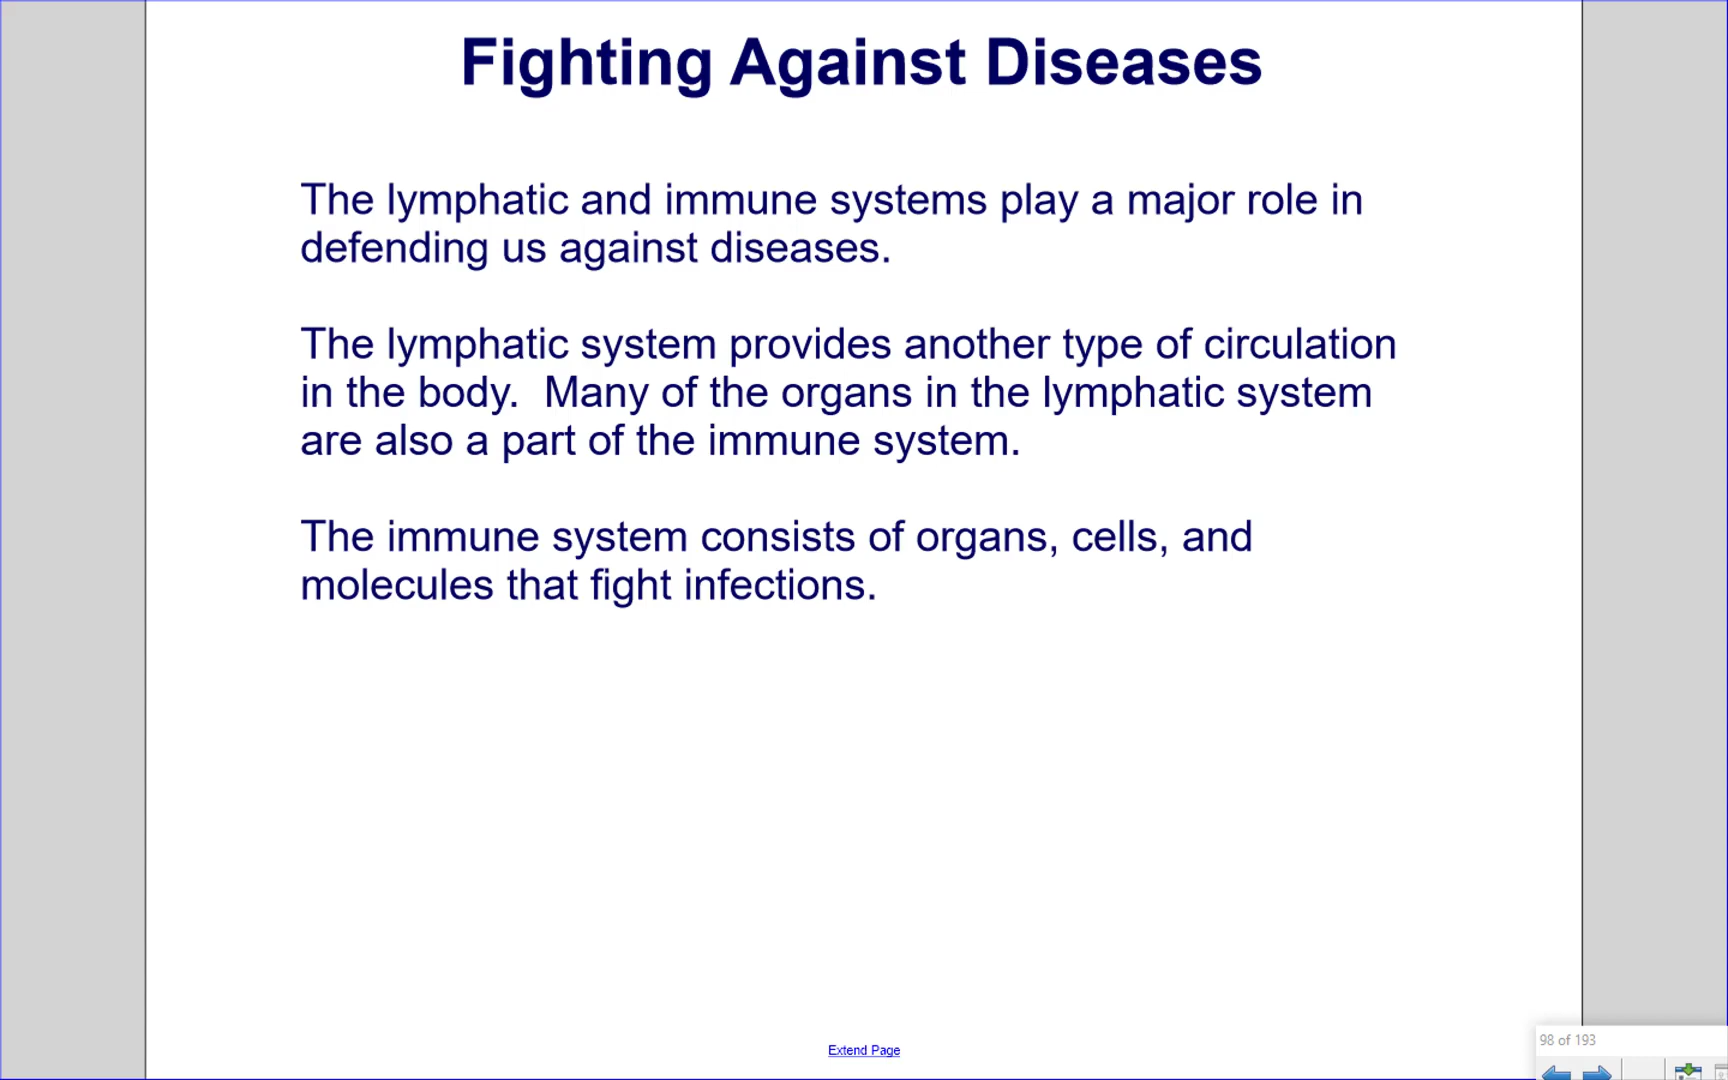 Fighting Against Diseases
The lymphatic and immune systems play a major role in
defending us against diseases.
The lymphatic system provides another type of circulation
in the body.  Many of the organs in the lymphatic system
are also a part of the immune system.
The immune system consists of organs, cells, and
molecules that fight infections.
Extend Page
98 of 193